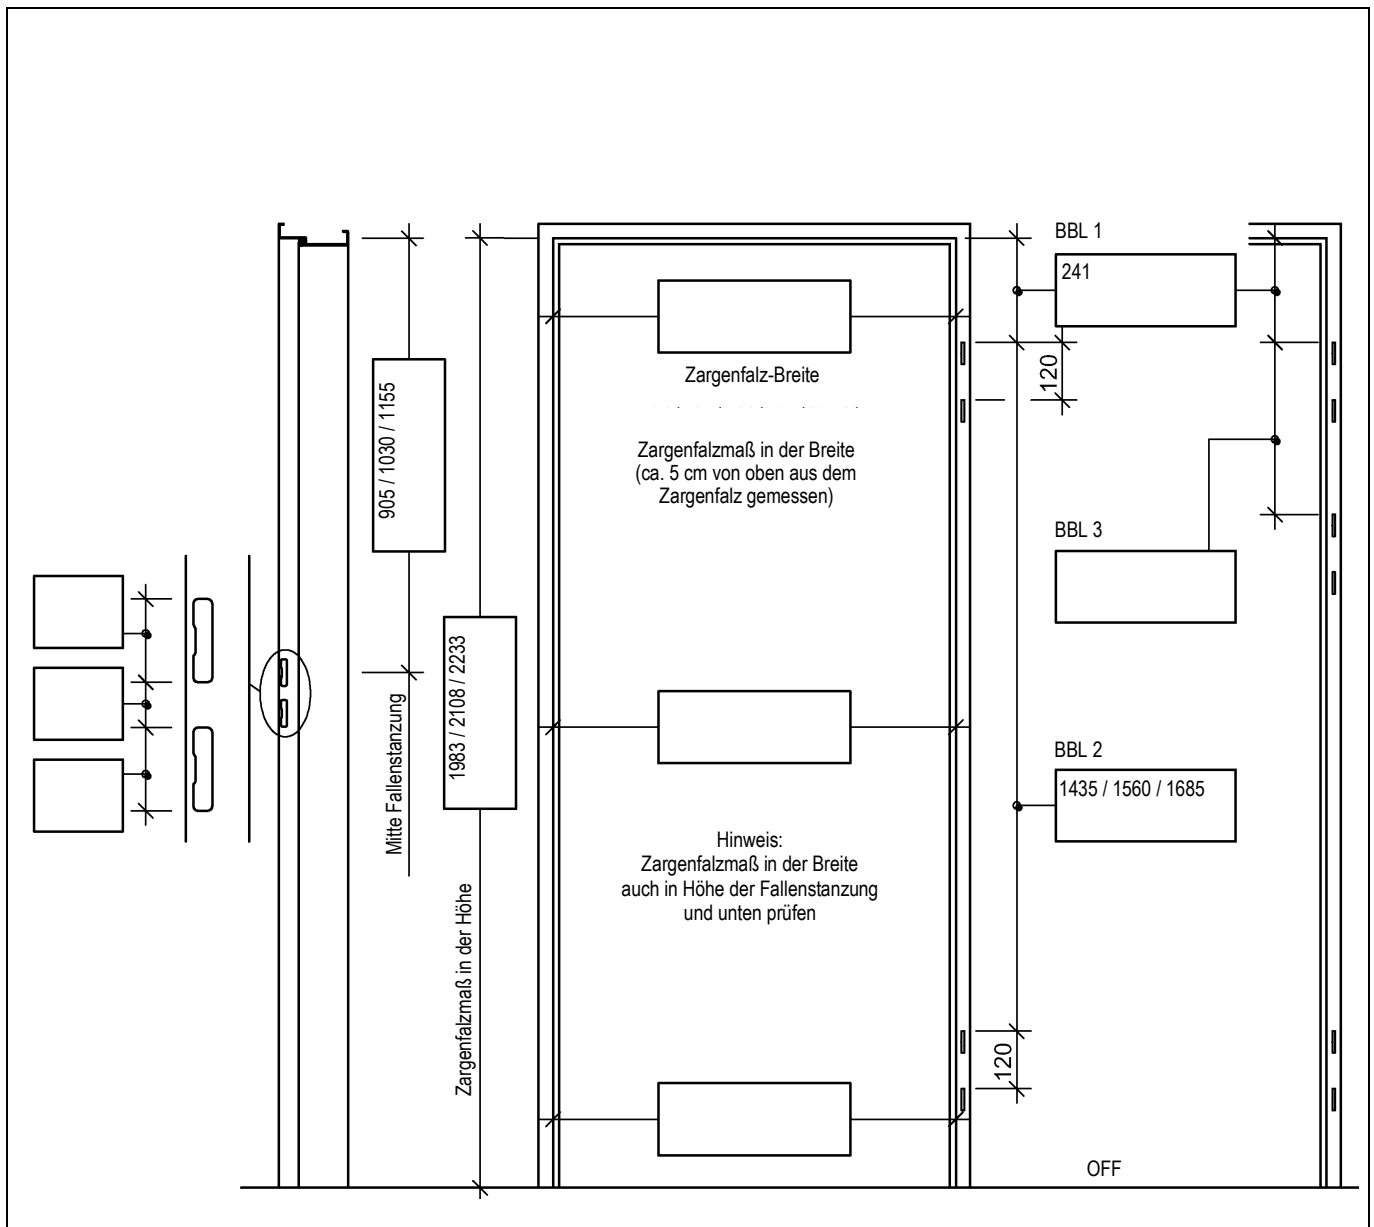 BBL 1
241
120
905 / 1030 / 1155
Zargenfalz-Breite
Zargenfalzmaß in der Breite
(ca. 5 cm von oben aus dem
Zargenfalz gemessen)
BBL 3
1983 / 2108 / 2233
Mitte Fallenstanzung
BBL 2
1435 / 1560 / 1685
Hinweis:
Zargenfalzmaß in der Breite
auch in Höhe der Fallenstanzung
und unten prüfen
Zargenfalzmaß in der Höhe
120
OFF